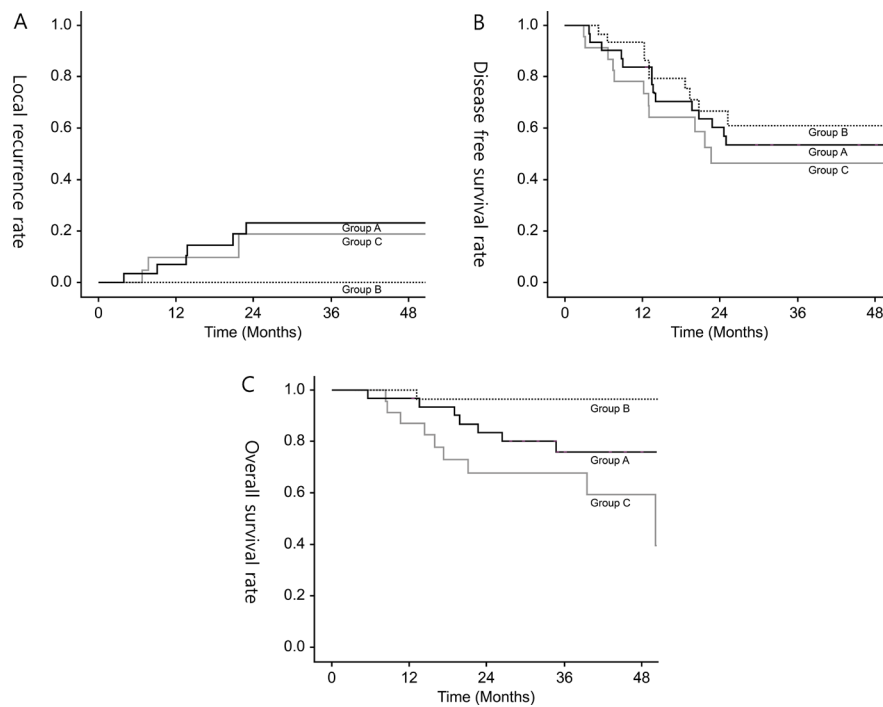 A
Local recurrence rate
1.0
0.8
0.6
0.4
0.2
0.0
Group A
Group C
Group B
0 12 24 36 48
Time (Months)
B
Disease free survival rate
1.0
0.8
0.6
0.4
0.2
0.0
Group B
Group A
Group C
0 12 24 36 48
Time (Months)
C
Overall survival rate
1.0
0.8
0.6
0.4
0.2
0.0
Group B
Group A
Group C
0 12 24 36 48
Time (Months)